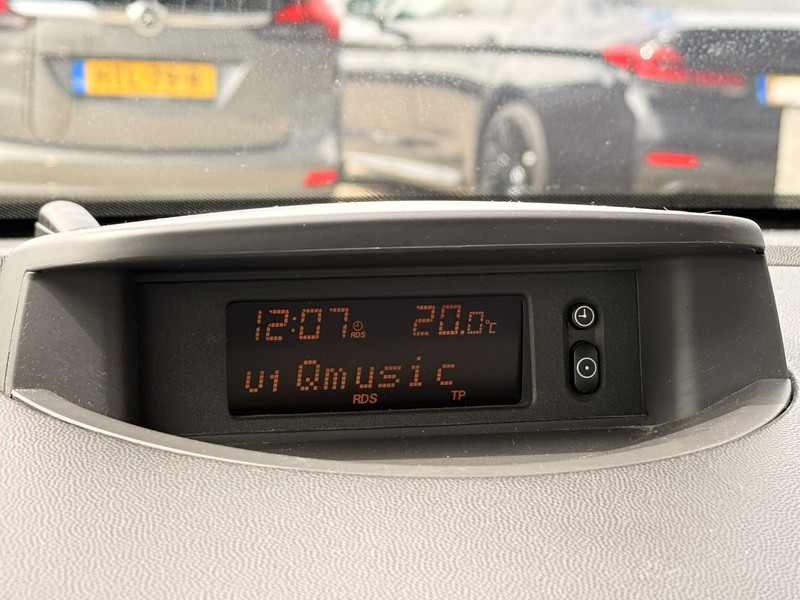 12:07 RDS 20.0°C
U1 Qmusic
RDS TP